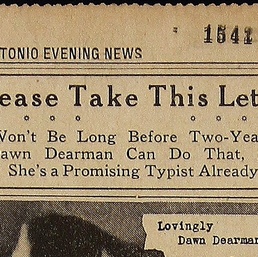 1541
TONIO EVENING NEWS
ease Take This Let
Won't Be Long Before Two-Yea
awn Dearman Can Do That,
She's a Promising Typist Already
Lovingly
Dawn Dearman